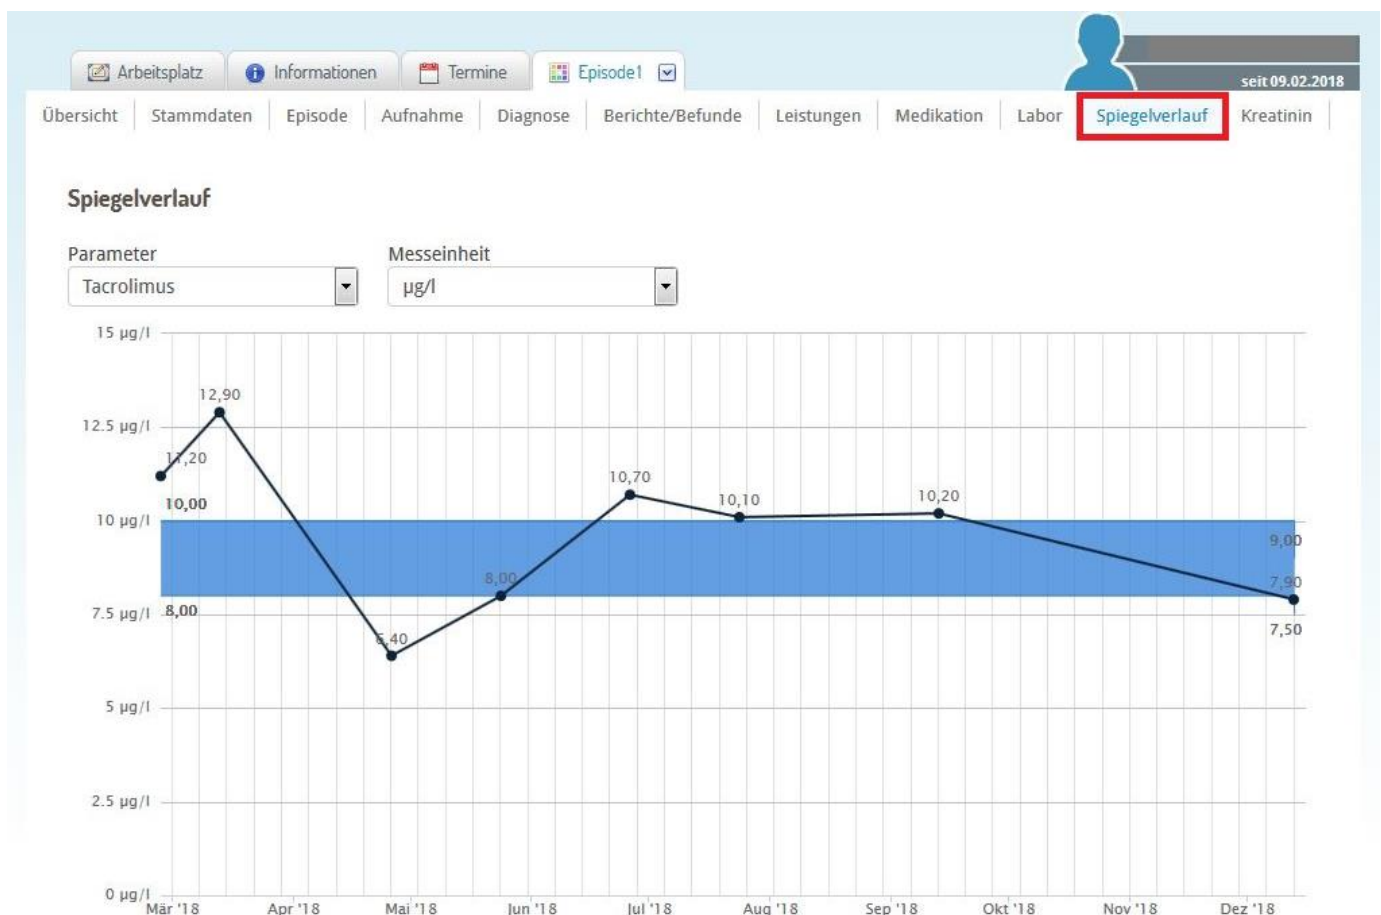 Arbeitsplatz Informationen Termine Episode1
seit 09.02.2018
Übersicht Stammdaten Episode Aufnahme Diagnose Berichte/Befunde Leistungen Medikation Labor Spiegelverlauf Kreatinin
Spiegelverlauf
Parameter Messeinheit
Tacrolimus µg/l
15 µg/l
12,90
12.5 µg/l
11,20
10,70
10,10 10,20
10,00
10 µg/l
9,00
8,00 7,90
7.5 µg/l 8,00
7,50
6,40
5 µg/l
2.5 µg/l
0 µg/l
Mär '18 Apr '18 Mai '18 Jun '18 Jul '18 Aug '18 Sep '18 Okt '18 Nov '18 Dez '18